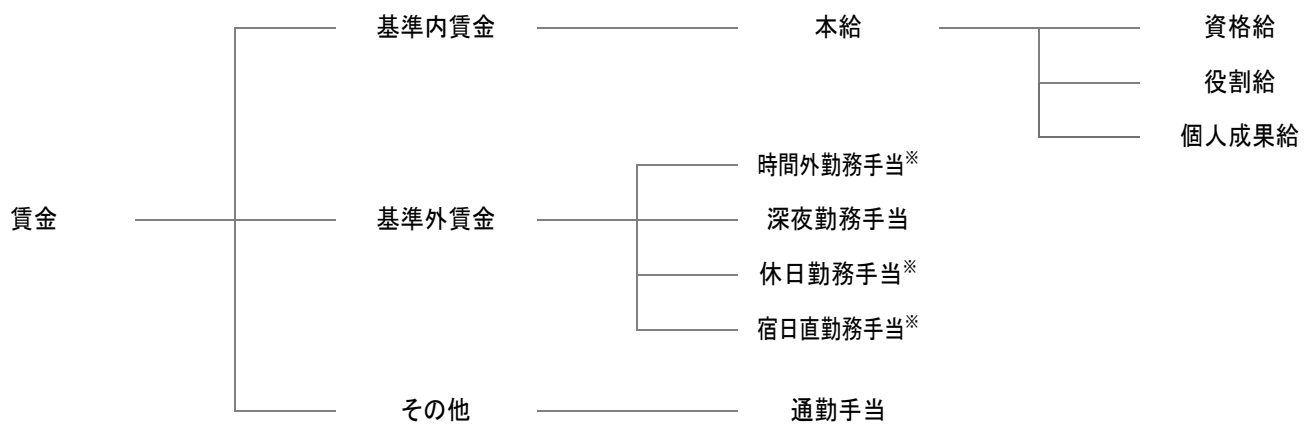 基準内賃金 本給 資格給
役割給
個人成果給
時間外勤務手当※
賃金 基準外賃金 深夜勤務手当
休日勤務手当※
宿日直勤務手当※
その他 通勤手当